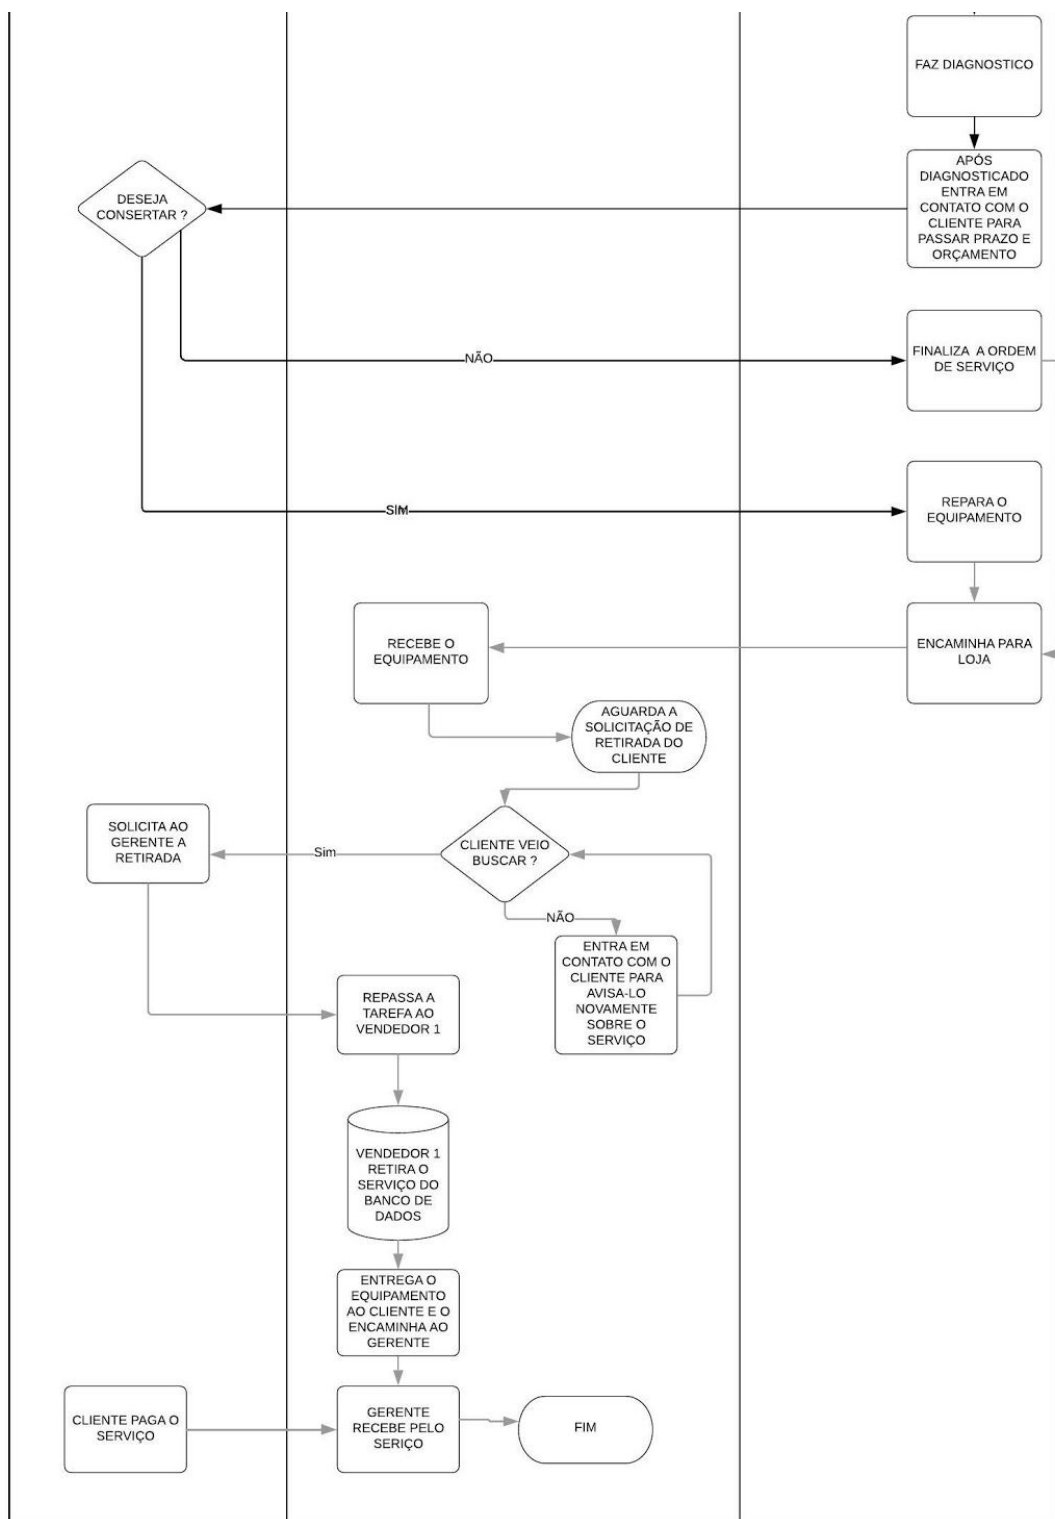 FAZ DIAGNOSTICO
APÓS
DIAGNOSTICADO
ENTRA EM
CONTATO COM O
CLIENTE PARA
PASSAR PRAZO E
ORÇAMENTO
DESEJA
CONSERTAR ?
NÃO
FINALIZA A ORDEM
DE SERVIÇO
SIM
REPARA O
EQUIPAMENTO
ENCAMINHA PARA
LOJA
RECEBE O
EQUIPAMENTO
AGUARDA A
SOLICITAÇÃO DE
RETIRADA DO
CLIENTE
CLIENTE VEIO
BUSCAR ?
Sim
SOLICITA AO
GERENTE A
RETIRADA
NÃO
ENTRA EM
CONTATO COM O
CLIENTE PARA
AVISA-LO
NOVAMENTE
SOBRE O
SERVIÇO
REPASSA A
TAREFA AO
VENDEDOR 1
VENDEDOR 1
RETIRA O
SERVIÇO DO
BANCO DE
DADOS
ENTREGA O
EQUIPAMENTO
AO CLIENTE E O
ENCAMINHA AO
GERENTE
CLIENTE PAGA O
SERVIÇO
GERENTE
RECEBE PELO
SERIÇO
FIM